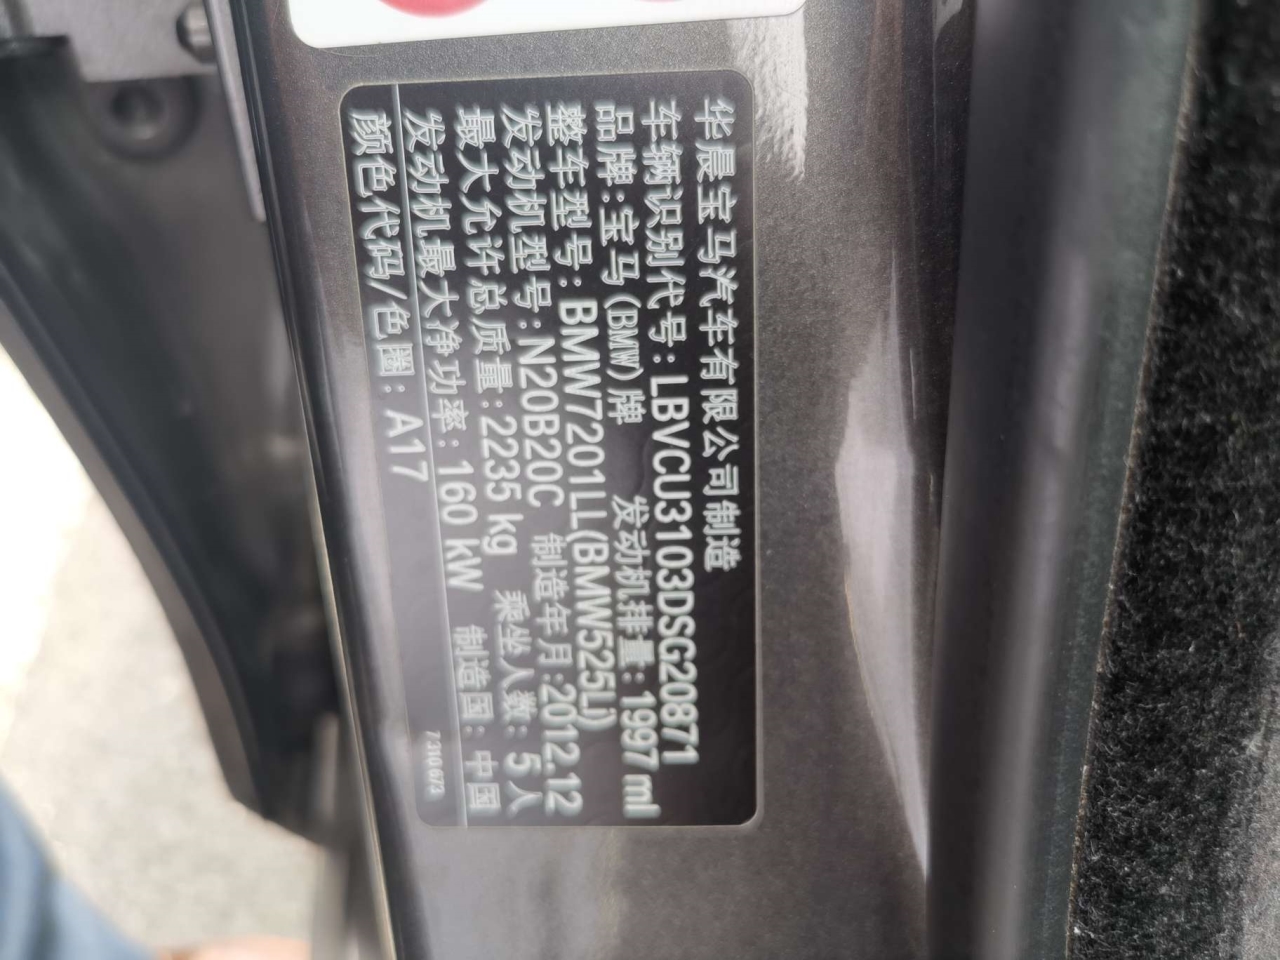 华晨宝马汽车有限公司制造
车辆识别代号:LBVCU3103DSG20871
品牌:宝马(BMW)牌 发动机排量:1997 ml
整车型号:BMW7201LL(BMW525Li)
发动机型号:N20B20C 制造年月:2012.12
最大允许总质量:2235 kg 乘坐人数:5人
发动机最大净功率:160 kW 制造国:中国
颜色代码/色圈:A17
7310673